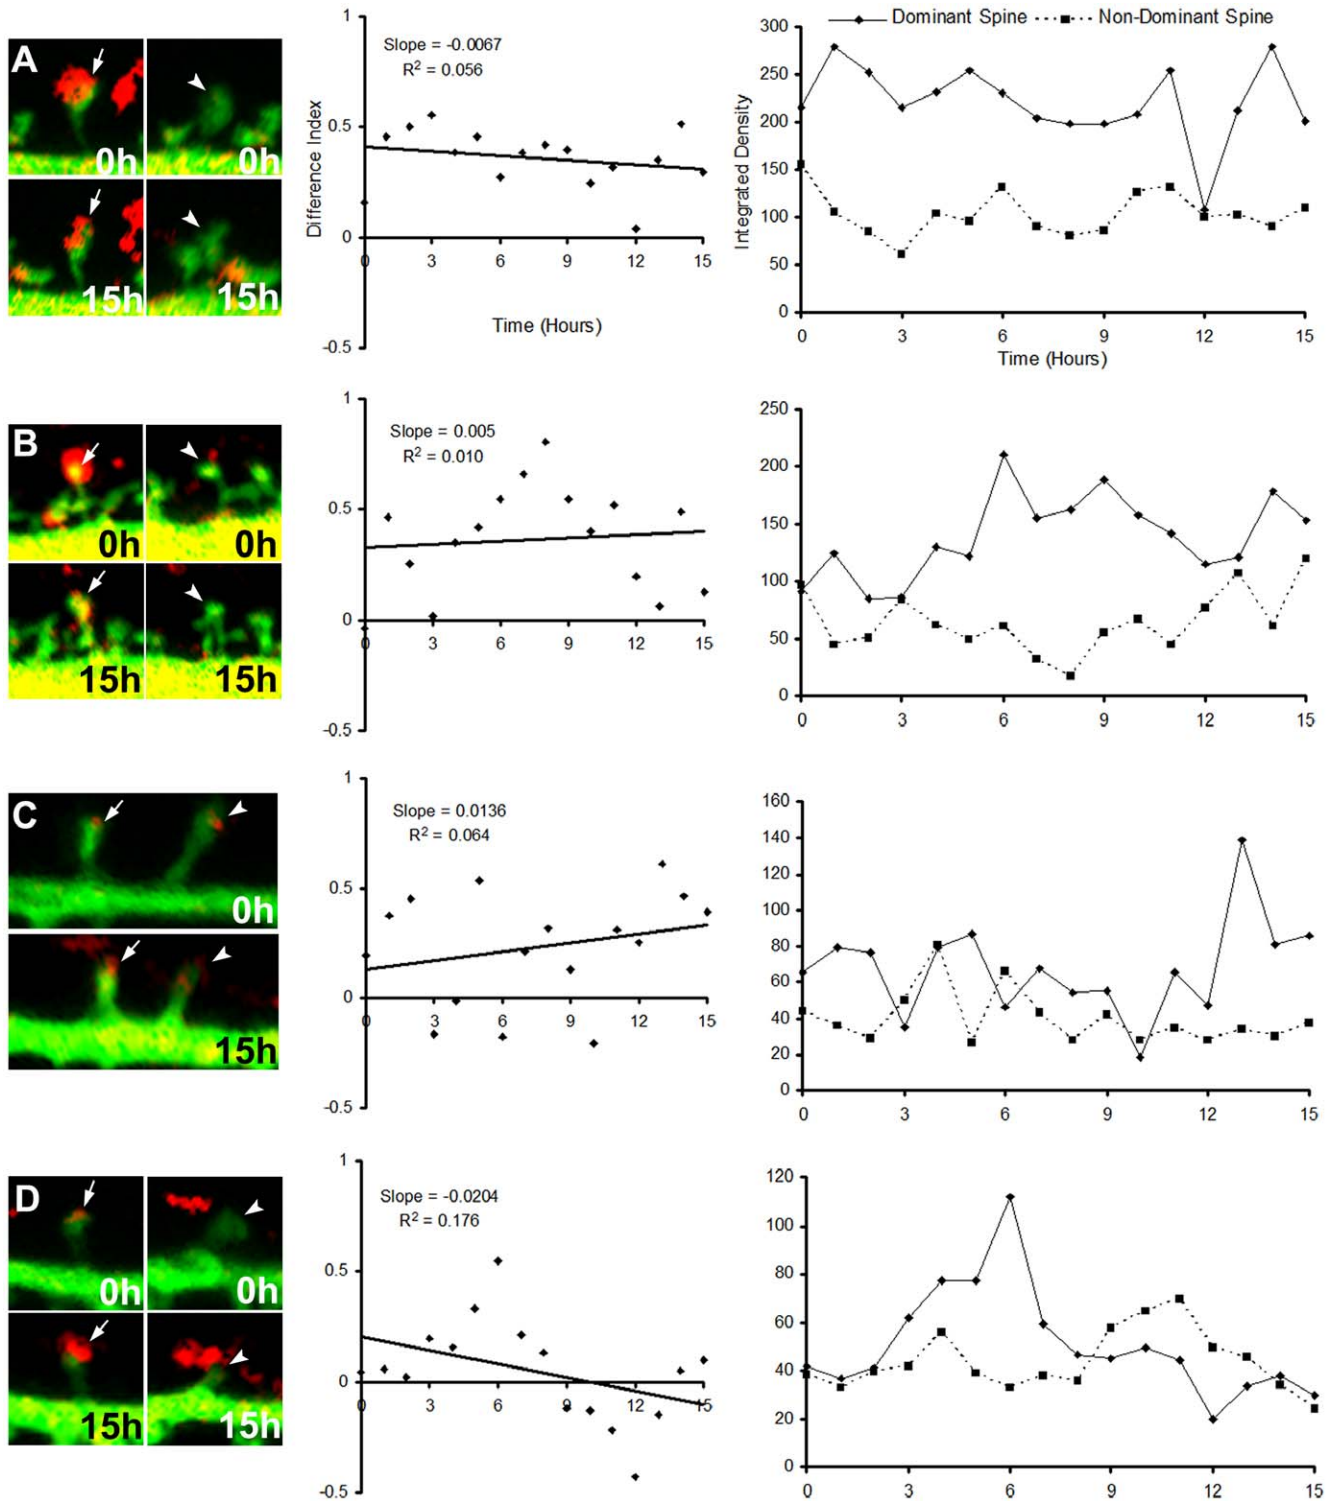 A
0h
0h
15h
15h
1
0.5
0
-0.5
Difference Index
Slope = -0.0067
R² = 0.056
0 3 6 9 12 15
Time (Hours)
Dominant Spine Non-Dominant Spine
300
250
200
150
100
50
0
Integrated Density
0 3 6 9 12 15
Time (Hours)
B
0h
0h
15h
15h
1
0.5
0
-0.5
Slope = 0.005
R² = 0.010
0 3 6 9 12 15
250
200
150
100
50
0
0 3 6 9 12 15
C
0h
15h
1
0.5
0
-0.5
Slope = 0.0136
R² = 0.064
0 3 6 9 12 15
160
140
120
100
80
60
40
20
0
0 3 6 9 12 15
D
0h
0h
15h
15h
1
0.5
0
-0.5
Slope = -0.0204
R² = 0.176
0 3 6 9 12 15
120
100
80
60
40
20
0
0 3 6 9 12 15